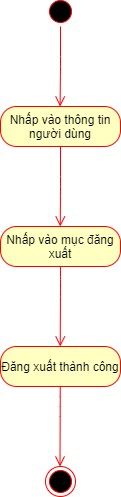 Nhấp vào thông tin
người dùng
Nhấp vào mục đăng
xuất
Đăng xuất thành công